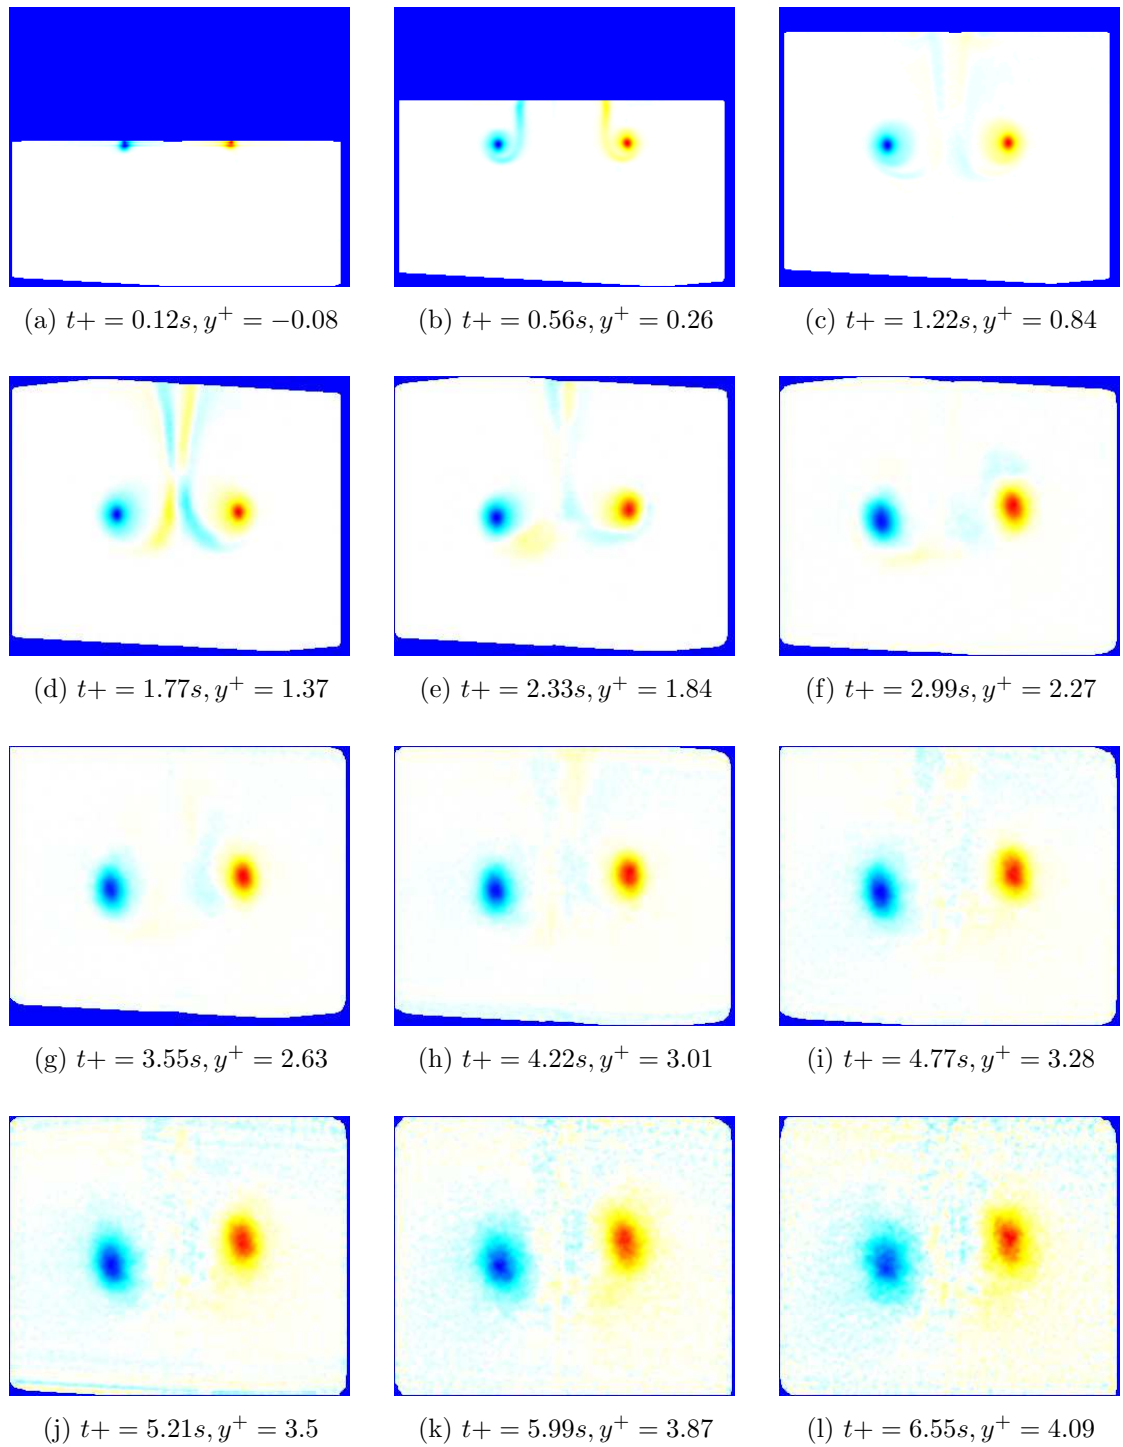 (a) t+ = 0.12s, y⁺ = −0.08
(b) t+ = 0.56s, y⁺ = 0.26
(c) t+ = 1.22s, y⁺ = 0.84
(d) t+ = 1.77s, y⁺ = 1.37
(e) t+ = 2.33s, y⁺ = 1.84
(f) t+ = 2.99s, y⁺ = 2.27
(g) t+ = 3.55s, y⁺ = 2.63
(h) t+ = 4.22s, y⁺ = 3.01
(i) t+ = 4.77s, y⁺ = 3.28
(j) t+ = 5.21s, y⁺ = 3.5
(k) t+ = 5.99s, y⁺ = 3.87
(l) t+ = 6.55s, y⁺ = 4.09